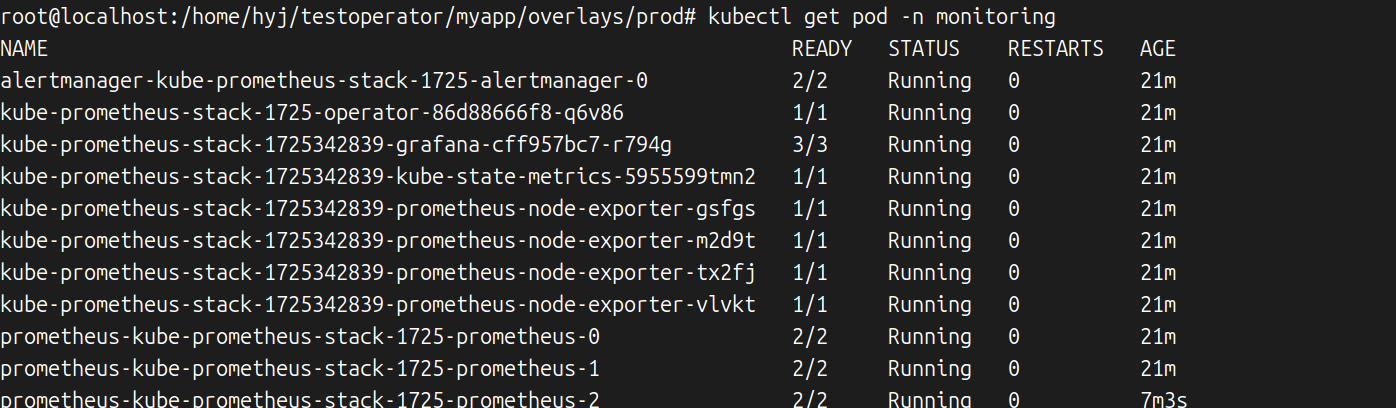 root@localhost:/home/hyj/testoperator/myapp/overlays/prod# kubectl get pod -n monitoring
NAME READY STATUS RESTARTS AGE
alertmanager-kube-prometheus-stack-1725-alertmanager-0 2/2 Running 0 21m
kube-prometheus-stack-1725-operator-86d88666f8-q6v86 1/1 Running 0 21m
kube-prometheus-stack-1725342839-grafana-cff957bc7-r794g 3/3 Running 0 21m
kube-prometheus-stack-1725342839-kube-state-metrics-5955599tmn2 1/1 Running 0 21m
kube-prometheus-stack-1725342839-prometheus-node-exporter-gsfgs 1/1 Running 0 21m
kube-prometheus-stack-1725342839-prometheus-node-exporter-m2d9t 1/1 Running 0 21m
kube-prometheus-stack-1725342839-prometheus-node-exporter-tx2fj 1/1 Running 0 21m
kube-prometheus-stack-1725342839-prometheus-node-exporter-vlvkt 1/1 Running 0 21m
prometheus-kube-prometheus-stack-1725-prometheus-0 2/2 Running 0 21m
prometheus-kube-prometheus-stack-1725-prometheus-1 2/2 Running 0 21m
prometheus-kube-prometheus-stack-1725-prometheus-2 2/2 Running 0 7m3s